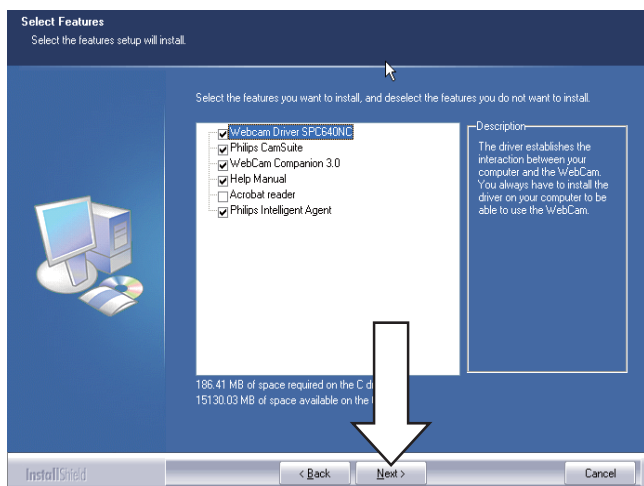 Select Features
Select the features setup will install.
Select the features you want to install, and deselect the features you do not want to install.
Webcam Driver SPC640NC
Philips CamSuite
WebCam Companion 3.0
Help Manual
Acrobat reader
Philips Intelligent Agent
Description
The driver establishes the
interaction between your
computer and the WebCam.
You always have to install the
driver on your computer to be
able to use the WebCam.
186.41 MB of space required on the C
15130.03 MB of space available on the
InstallShield
< Back
Next >
Cancel